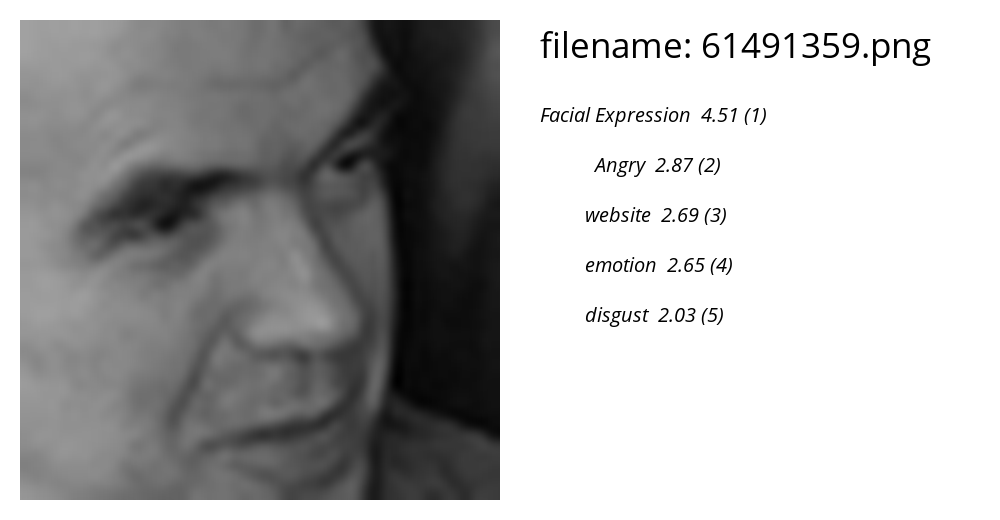 filename: 61491359.png
Facial Expression 4.51 (1)
Angry 2.87 (2)
website 2.69 (3)
emotion 2.65 (4)
disgust 2.03 (5)